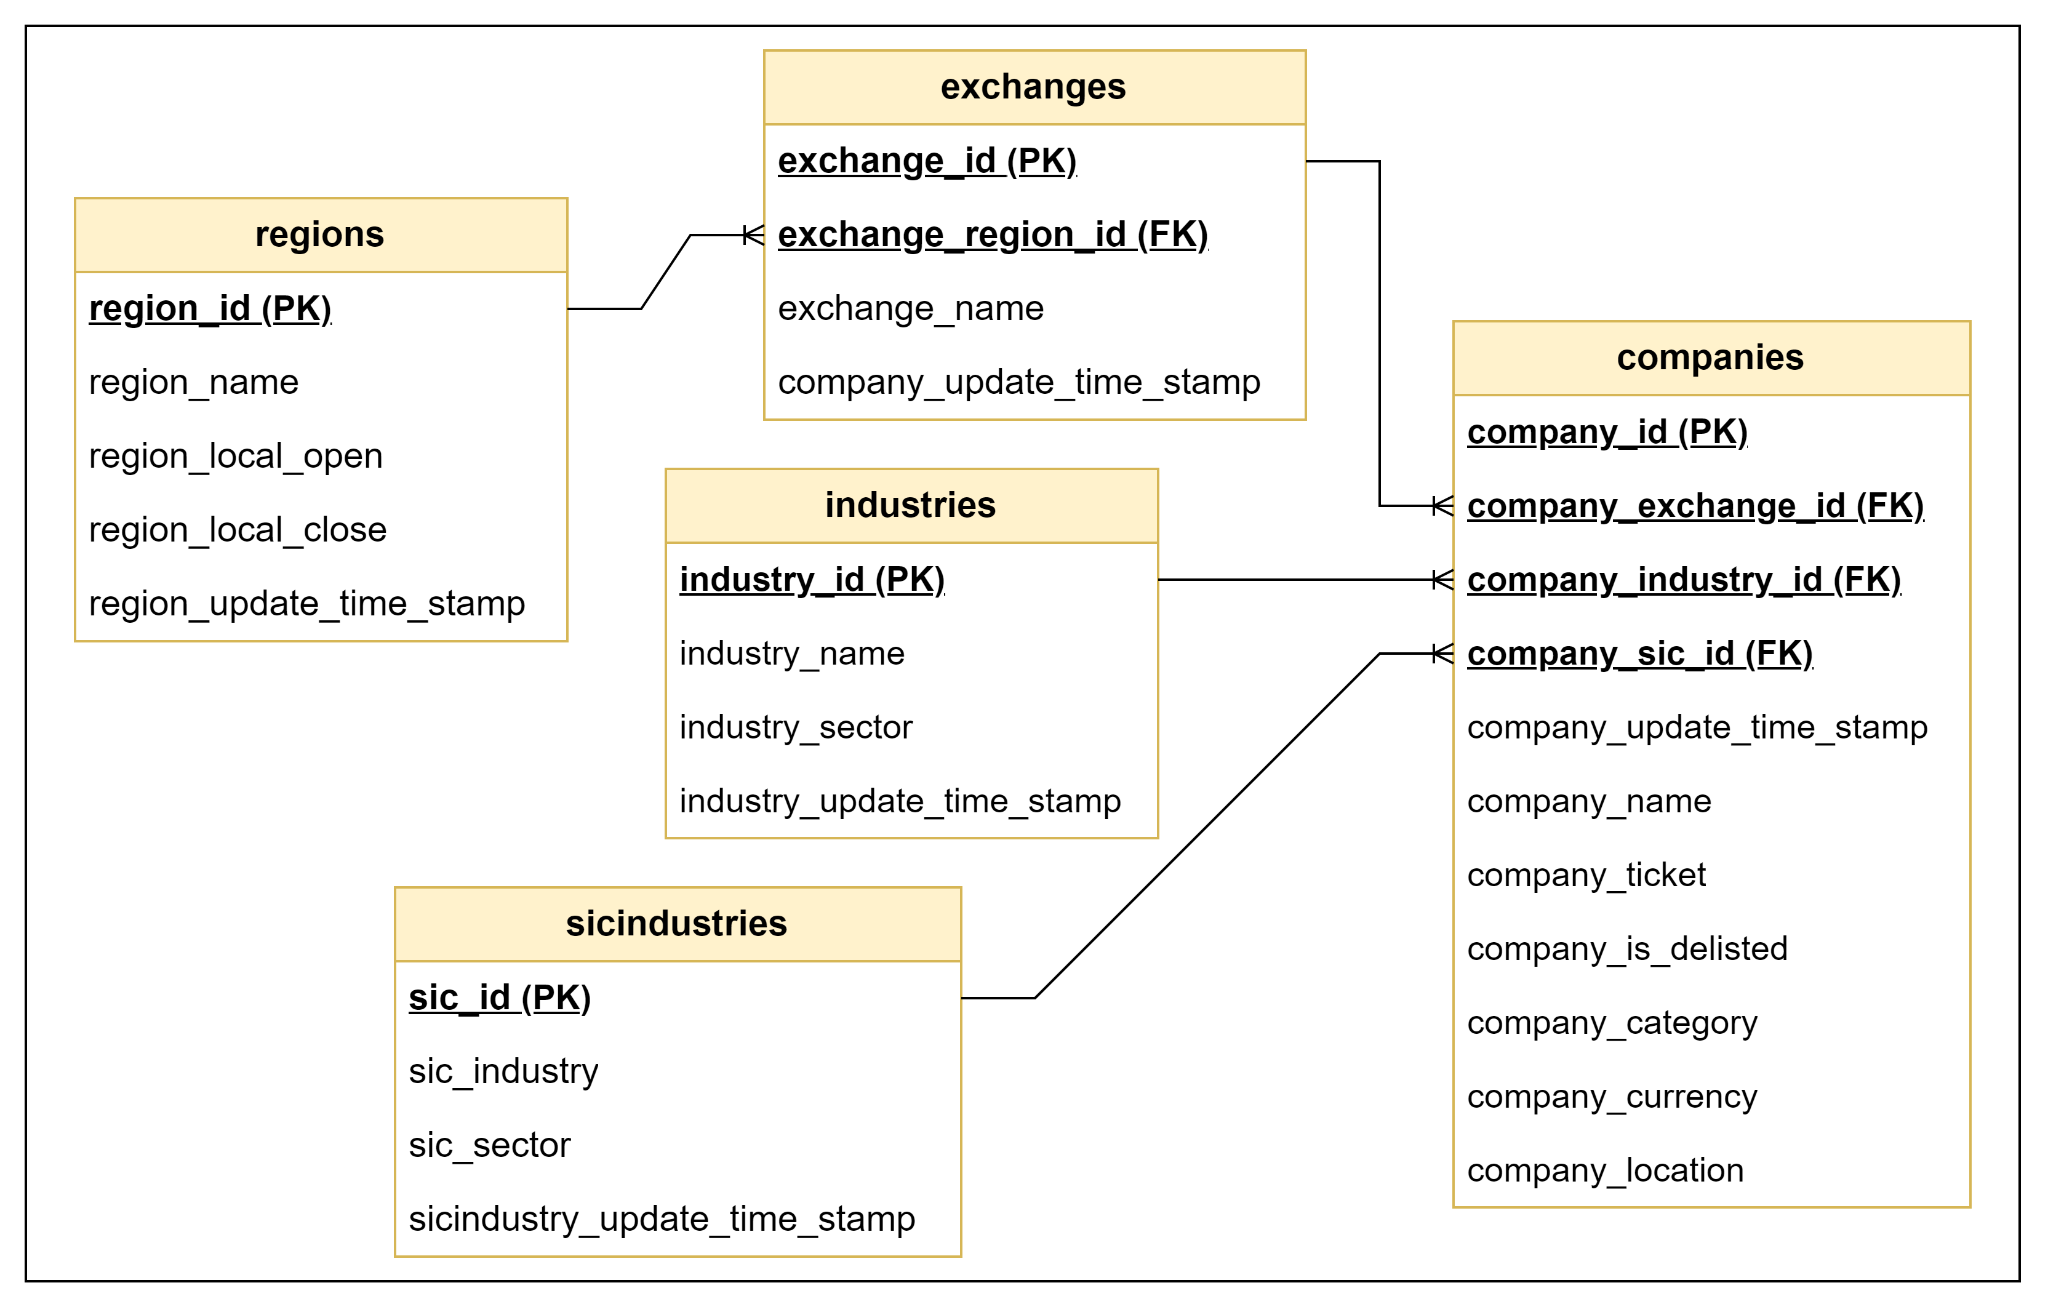 exchanges
exchange_id (PK)
exchange_region_id (FK)
exchange_name
company_update_time_stamp
regions
region_id (PK)
region_name
region_local_open
region_local_close
region_update_time_stamp
industries
industry_id (PK)
industry_name
industry_sector
industry_update_time_stamp
companies
company_id (PK)
company_exchange_id (FK)
company_industry_id (FK)
company_sic_id (FK)
company_update_time_stamp
company_name
company_ticket
company_is_delisted
company_category
company_currency
company_location
sicindustries
sic_id (PK)
sic_industry
sic_sector
sicindustry_update_time_stamp